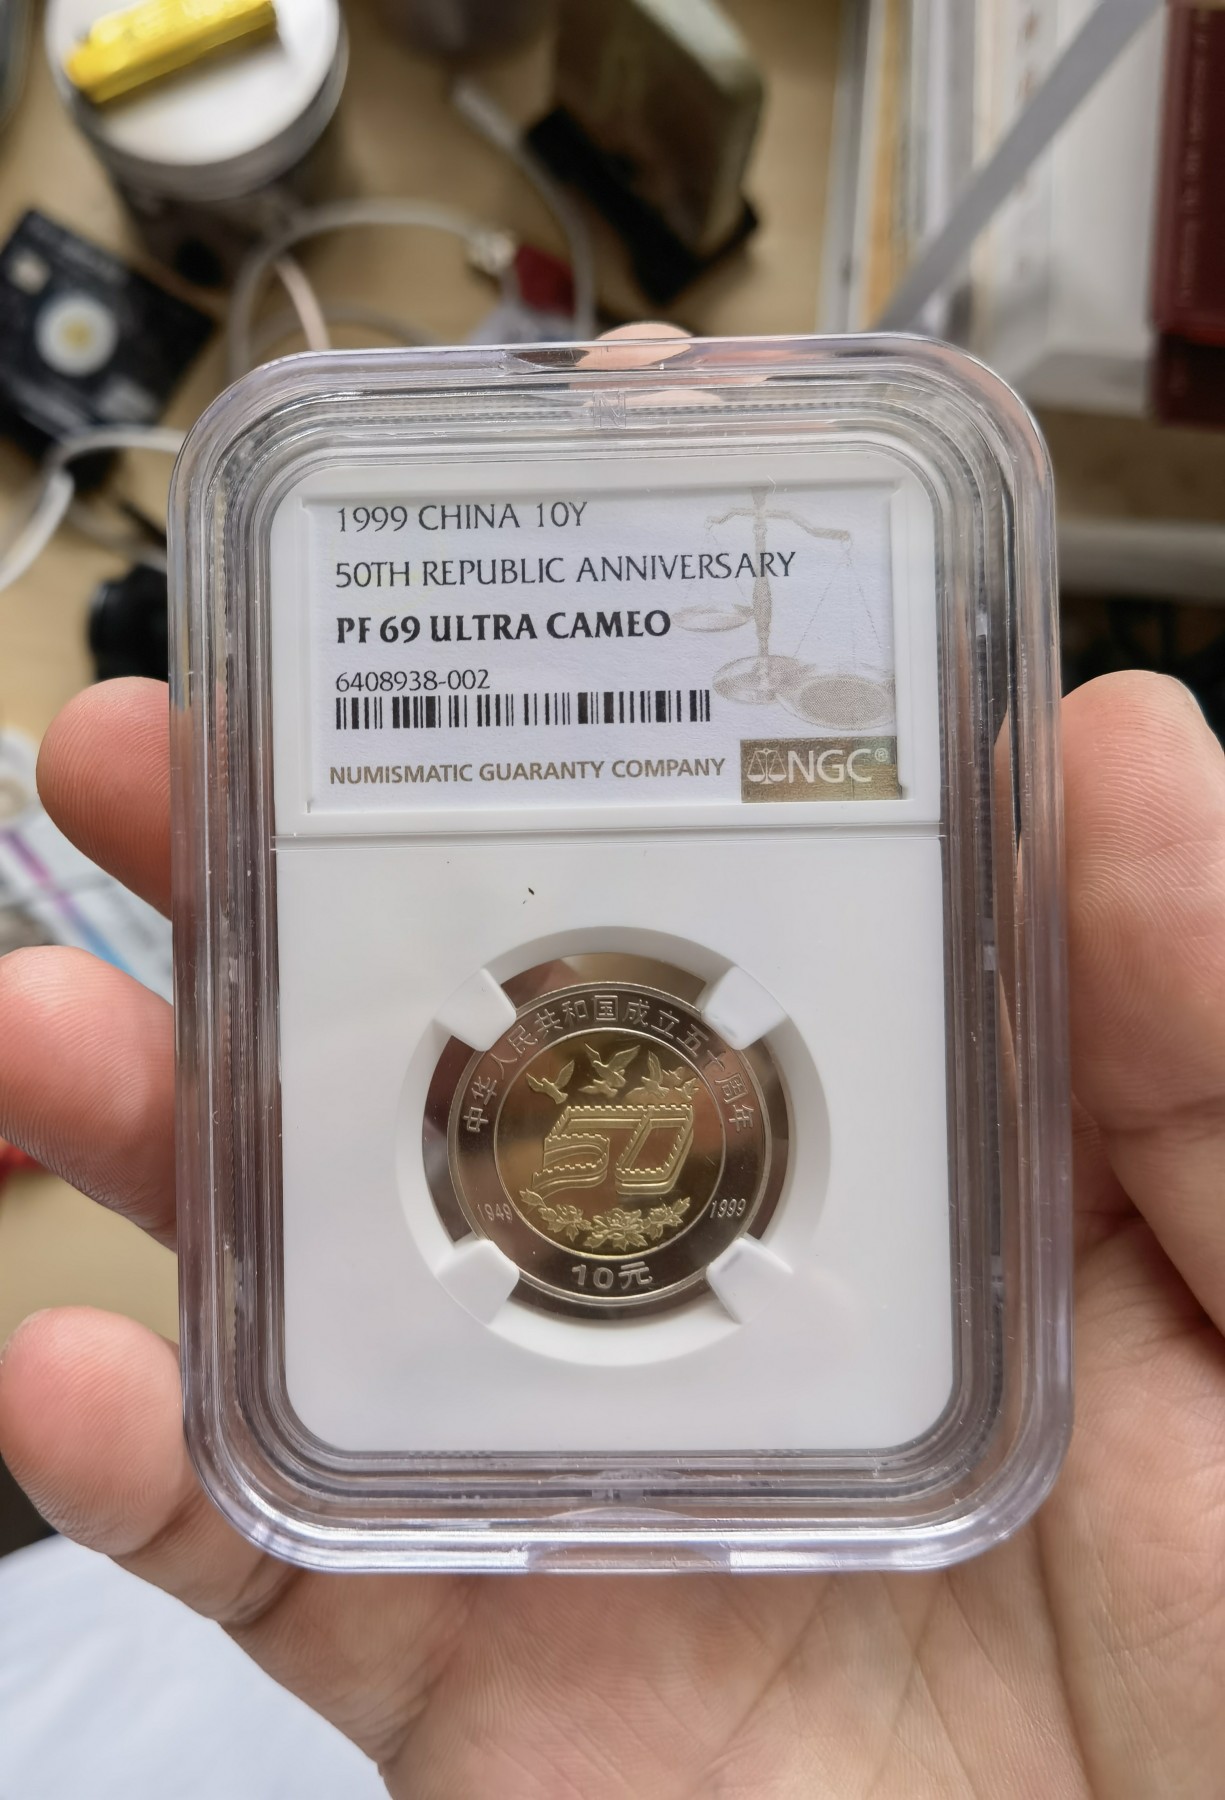 1999 CHINA 10Y
50TH REPUBLIC ANNIVERSARY
PF 69 ULTRA CAMEO
6408938-002
NUMISMATIC GUARANTY COMPANY
NGC®
中华人民共和国成立五十周年
50
1949
1999
10元